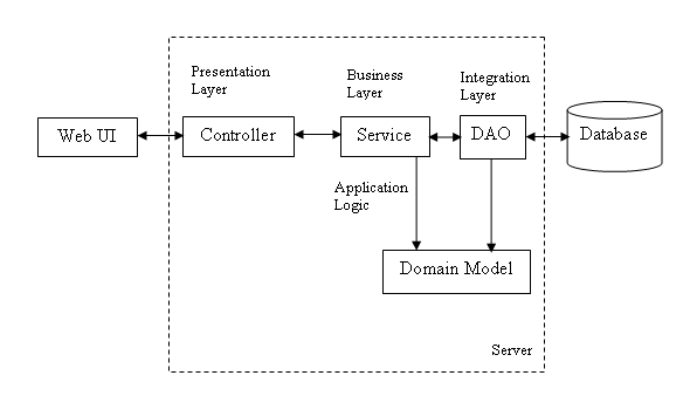 Presentation
Layer
Business
Layer
Integration
Layer
Web UI
Controller
Service
DAO
Database
Application
Logic
Domain Model
Server